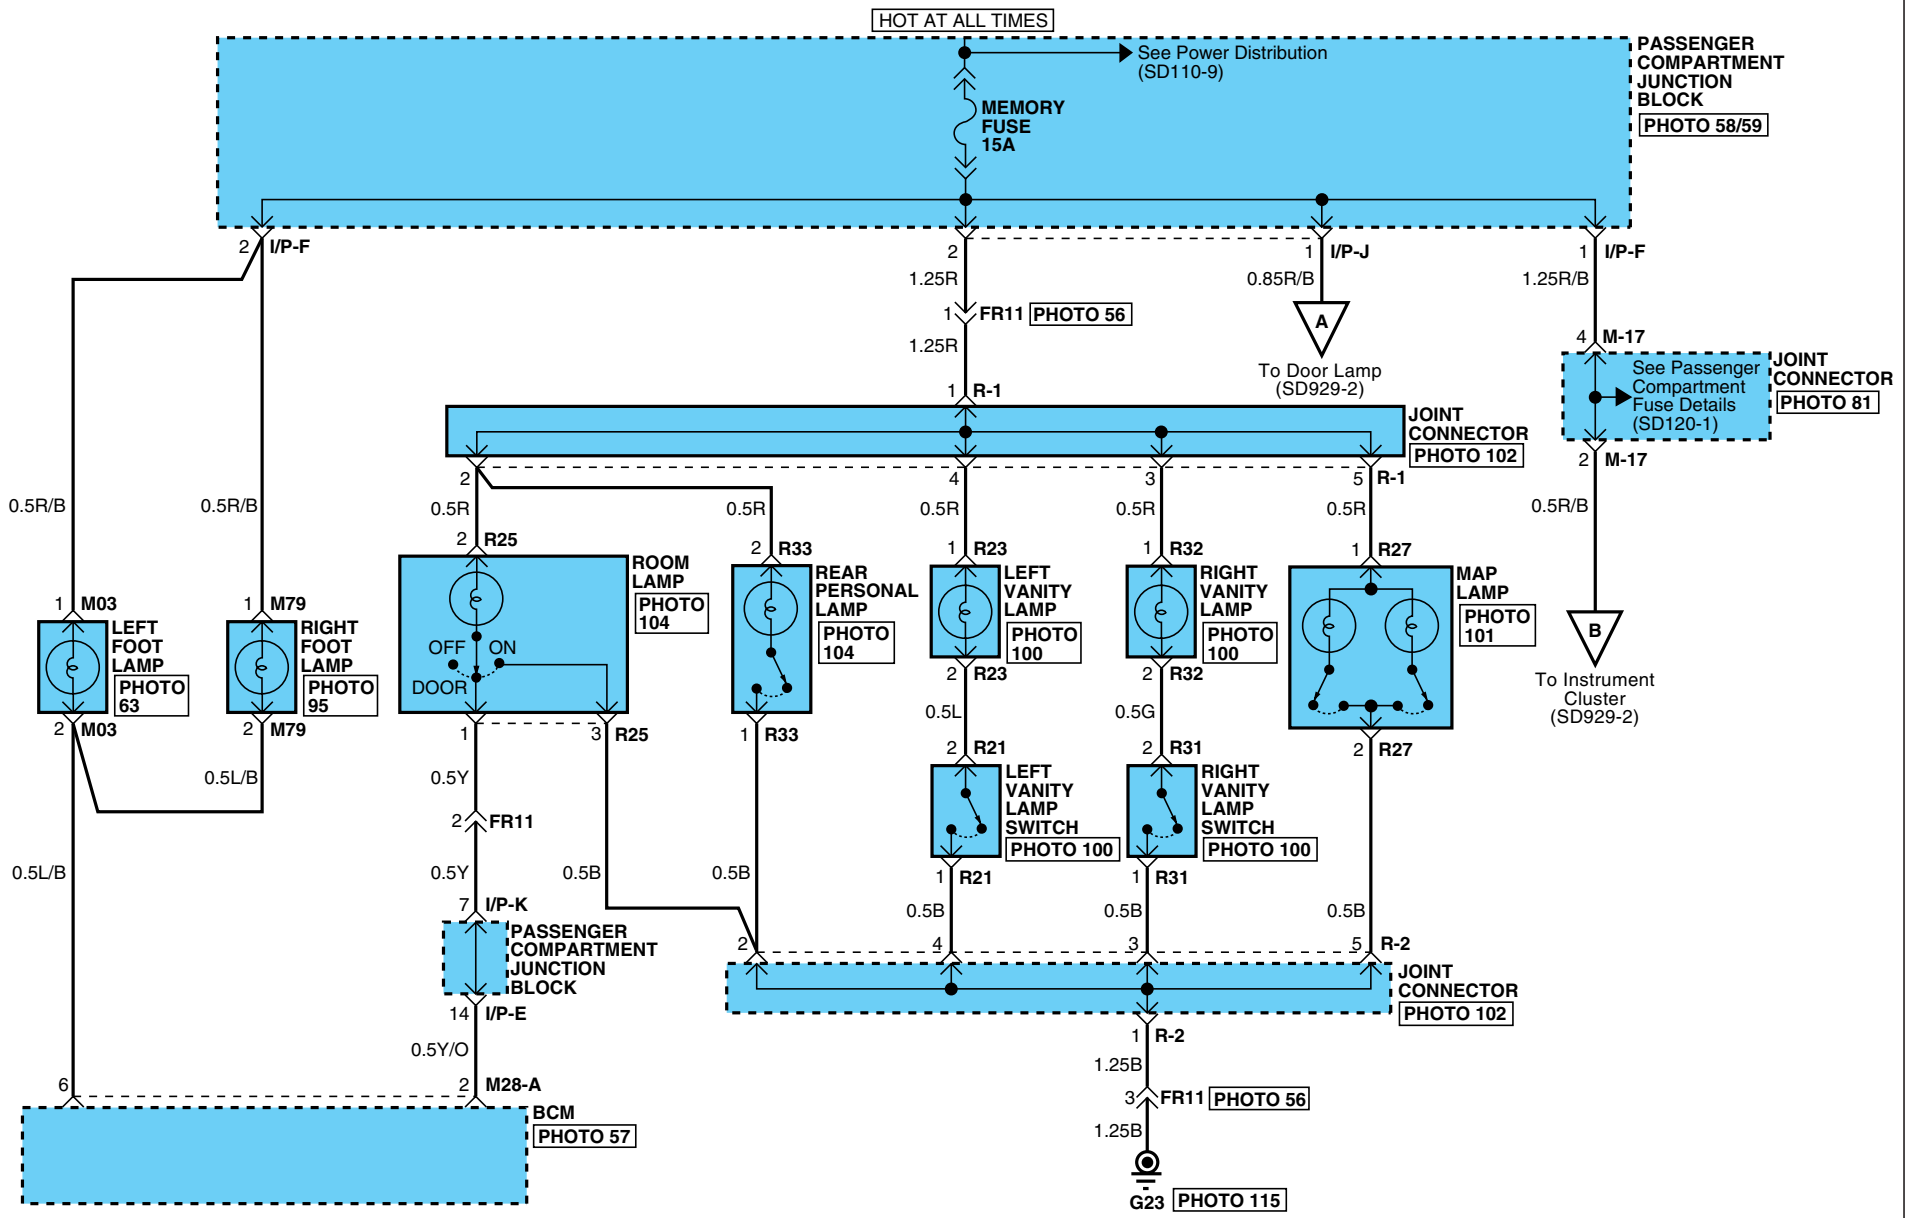 HOT AT ALL TIMES
See Power Distribution
(SD110-9)
MEMORY
FUSE
15A
PASSENGER
COMPARTMENT
JUNCTION
BLOCK
PHOTO 58/59
2 I/P-F
2
1 I/P-J
1 I/P-F
1.25R
0.85R/B
1.25R/B
1 FR11 PHOTO 56
A
1.25R
To Door Lamp
(SD929-2)
4 M-17
See Passenger
Compartment
Fuse Details
(SD120-1)
JOINT
CONNECTOR
PHOTO 81
2 M-17
1 R-1
JOINT
CONNECTOR
PHOTO 102
2
4
3
5 R-1
0.5R/B
0.5R/B
0.5R
0.5R
0.5R
0.5R
0.5R
0.5R/B
2 R25
2 R33
1 R23
1 R32
1 R27
ROOM
LAMP
PHOTO
104
OFF
ON
DOOR
REAR
PERSONAL
LAMP
PHOTO
104
LEFT
VANITY
LAMP
PHOTO
100
RIGHT
VANITY
LAMP
PHOTO
100
MAP
LAMP
PHOTO
101
B
To Instrument
Cluster
(SD929-2)
1 M03
1 M79
LEFT
FOOT
LAMP
PHOTO
63
RIGHT
FOOT
LAMP
PHOTO
95
2 M03
2 M79
1
3 R25
1 R33
2 R23
2 R32
0.5L
0.5G
2 R21
2 R31
2 R27
0.5L/B
0.5Y
LEFT
VANITY
LAMP
SWITCH
PHOTO 100
RIGHT
VANITY
LAMP
SWITCH
PHOTO 100
2 FR11
0.5L/B
0.5Y
0.5B
0.5B
1 R21
1 R31
0.5B
0.5B
0.5B
7 I/P-K
PASSENGER
COMPARTMENT
JUNCTION
BLOCK
2
4
3
5 R-2
JOINT
CONNECTOR
PHOTO 102
14 I/P-E
1 R-2
0.5Y/O
1.25B
6
2 M28-A
3 FR11 PHOTO 56
BCM
PHOTO 57
1.25B
G23 PHOTO 115